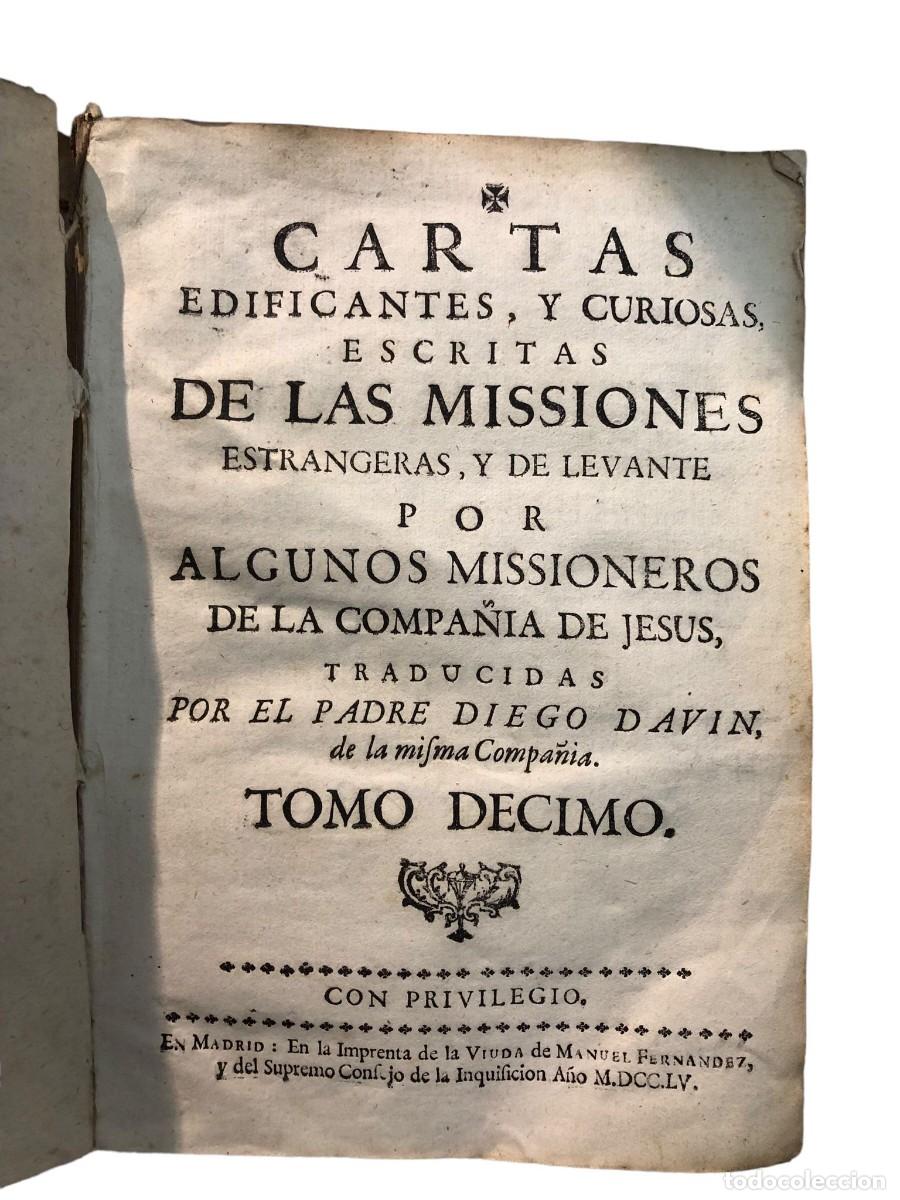 CARTAS
EDIFICANTES, Y CURIOSAS,
ESCRITAS
DE LAS MISSIONES
ESTRANGERAS, Y DE LEVANTE
POR
ALGUNOS MISSIONEROS
DE LA COMPAÑIA DE JESUS,
TRADUCIDAS
POR EL PADRE DIEGO DAVIN,
de la miſma Compañia.
TOMO DECIMO.
CON PRIVILEGIO.
EN MADRID: En la Imprenta de la VIUDA de MANUEL FERNANDEZ,
y del Supremo Conſejo de la Inquiſicion Año M.DCC.LV.
todocoleccion